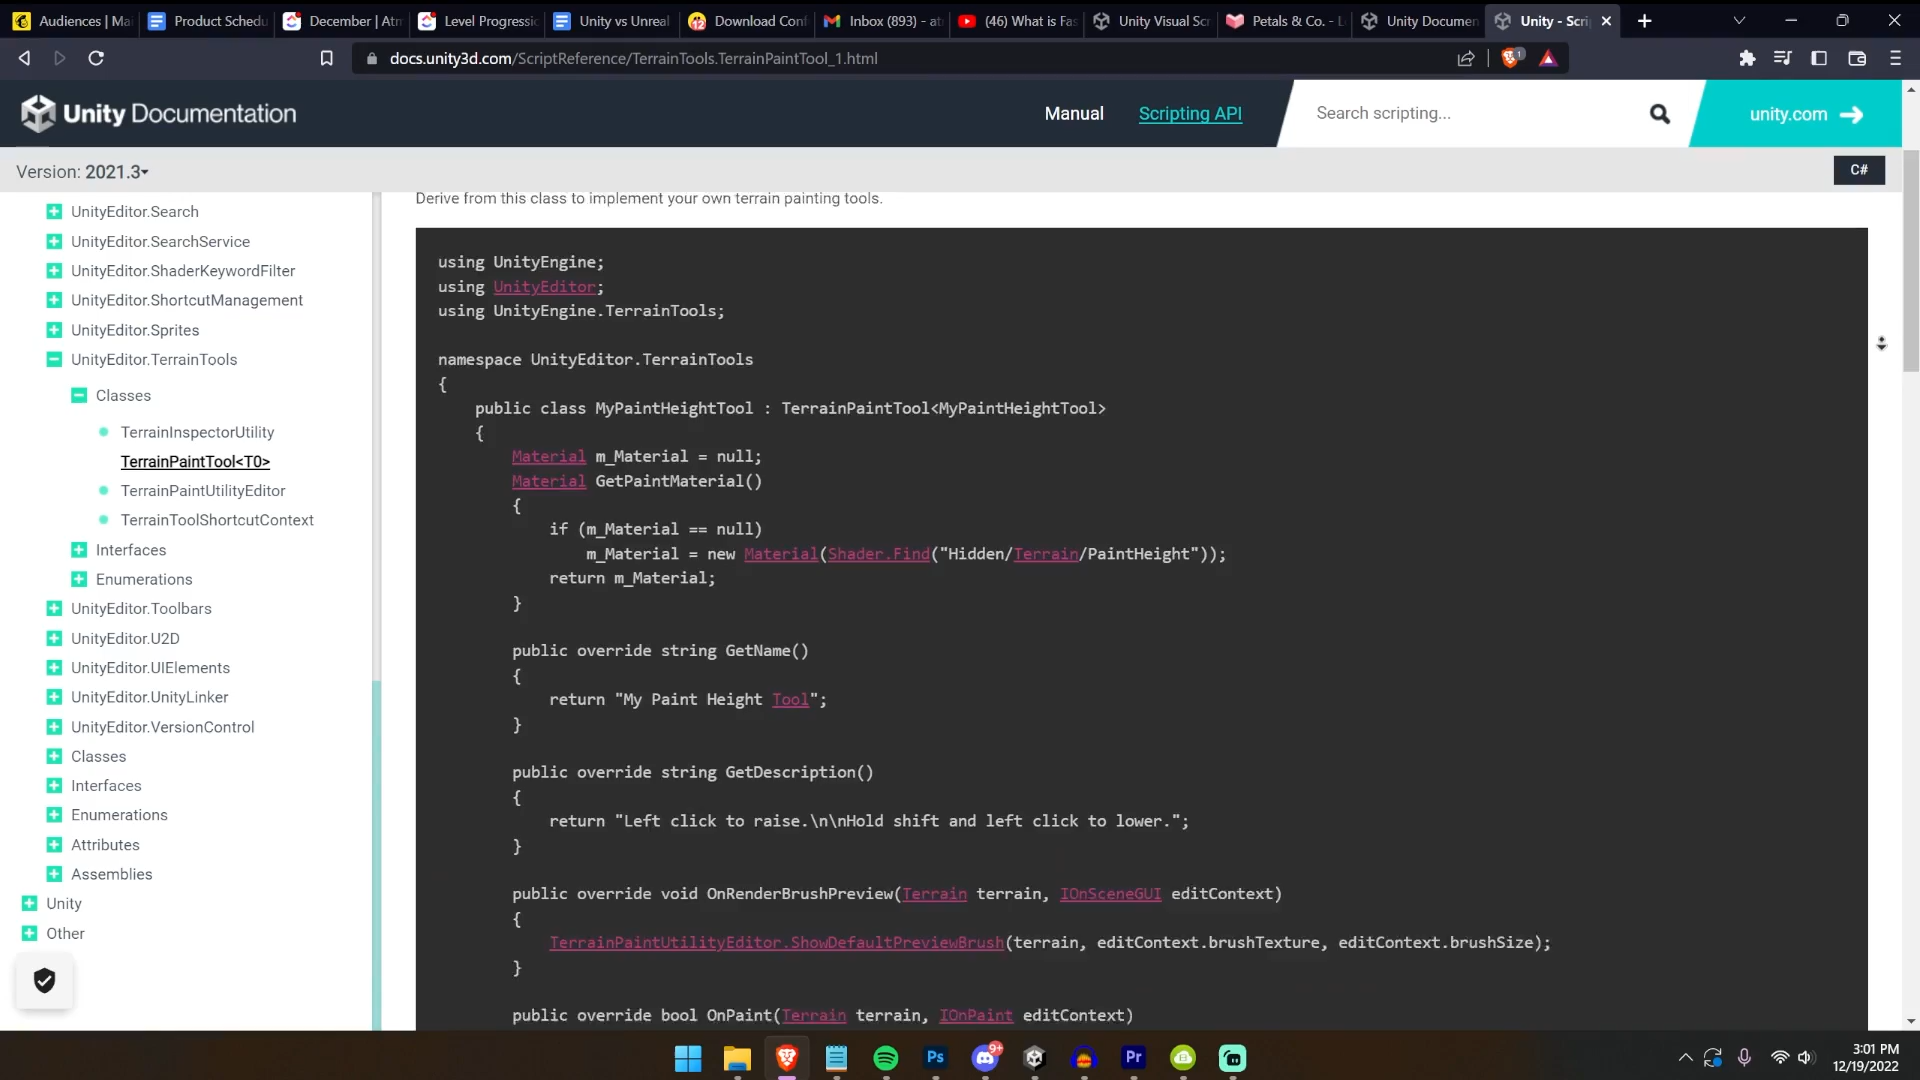 Audiences | Mai
Product Schedu
December | Atm
Level Progressio
Unity vs Unreal
Download Conf
Inbox (893) - at
(46) What is Fas
Unity Visual Scr
Petals & Co. - L
Unity Documen
Unity - Scri
docs.unity3d.com/ScriptReference/TerrainTools.TerrainPaintTool_1.html
1
Unity Documentation
Manual
Scripting API
Search scripting...
unity.com
Version: 2021.3
C#
UnityEditor.Search
UnityEditor.SearchService
UnityEditor.ShaderKeywordFilter
UnityEditor.ShortcutManagement
UnityEditor.Sprites
UnityEditor.TerrainTools
Classes
TerrainInspectorUtility
TerrainPaintTool<T0>
TerrainPaintUtilityEditor
TerrainToolShortcutContext
Interfaces
Enumerations
UnityEditor.Toolbars
UnityEditor.U2D
UnityEditor.UIElements
UnityEditor.UnityLinker
UnityEditor.VersionControl
Classes
Interfaces
Enumerations
Attributes
Assemblies
Unity
Other
Derive from this class to implement your own terrain painting tools.
using UnityEngine;
using UnityEditor;
using UnityEngine.TerrainTools;
namespace UnityEditor.TerrainTools
{
public class MyPaintHeightTool : TerrainPaintTool<MyPaintHeightTool>
{
Material m_Material = null;
Material GetPaintMaterial()
{
if (m_Material == null)
m_Material = new Material(Shader.Find("Hidden/Terrain/PaintHeight"));
return m_Material;
}
public override string GetName()
{
return "My Paint Height Tool";
}
public override string GetDescription()
{
return "Left click to raise.\n\nHold shift and left click to lower.";
}
public override void OnRenderBrushPreview(Terrain terrain, IOnSceneGUI editContext)
{
TerrainPaintUtilityEditor.ShowDefaultPreviewBrush(terrain, editContext.brushTexture, editContext.brushSize);
}
public override bool OnPaint(Terrain terrain, IOnPaint editContext)
Ps
9+
Pr
3:01 PM
12/19/2022